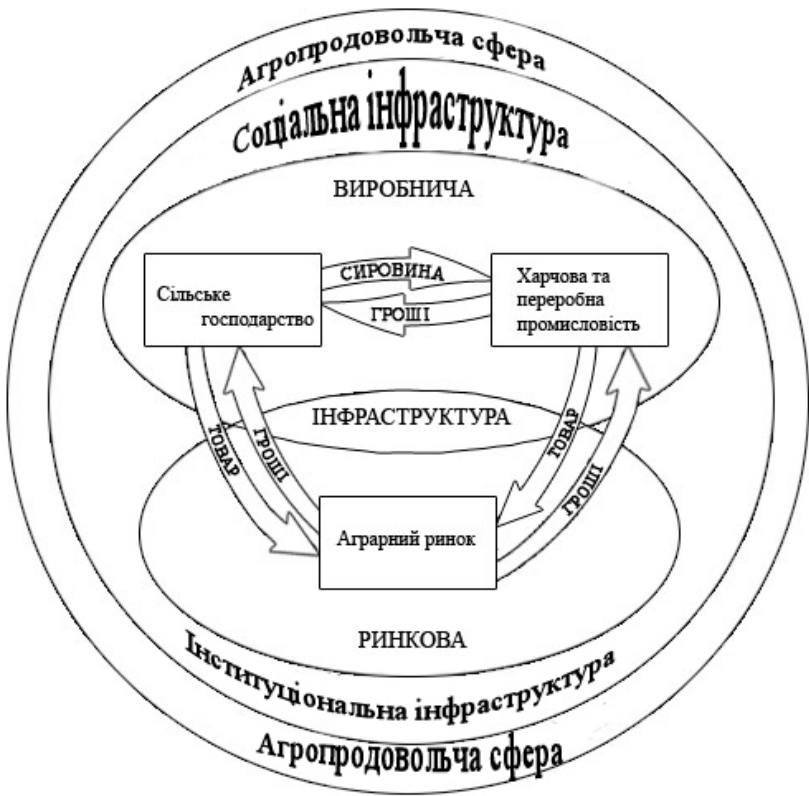 Агропродовольча сфера
Соціальна інфраструктура
ВИРОБНИЧА
Сільське
господарство
СИРОВИНА
ГРОШІ
Харчова та
переробна
промисловість
ІНФРАСТРУКТУРА
ТОВАР
ГРОШІ
ТОВАР
ГРОШІ
Аграрний ринок
РИНКОВА
Інституціональна інфраструктура
Агропродовольча сфера